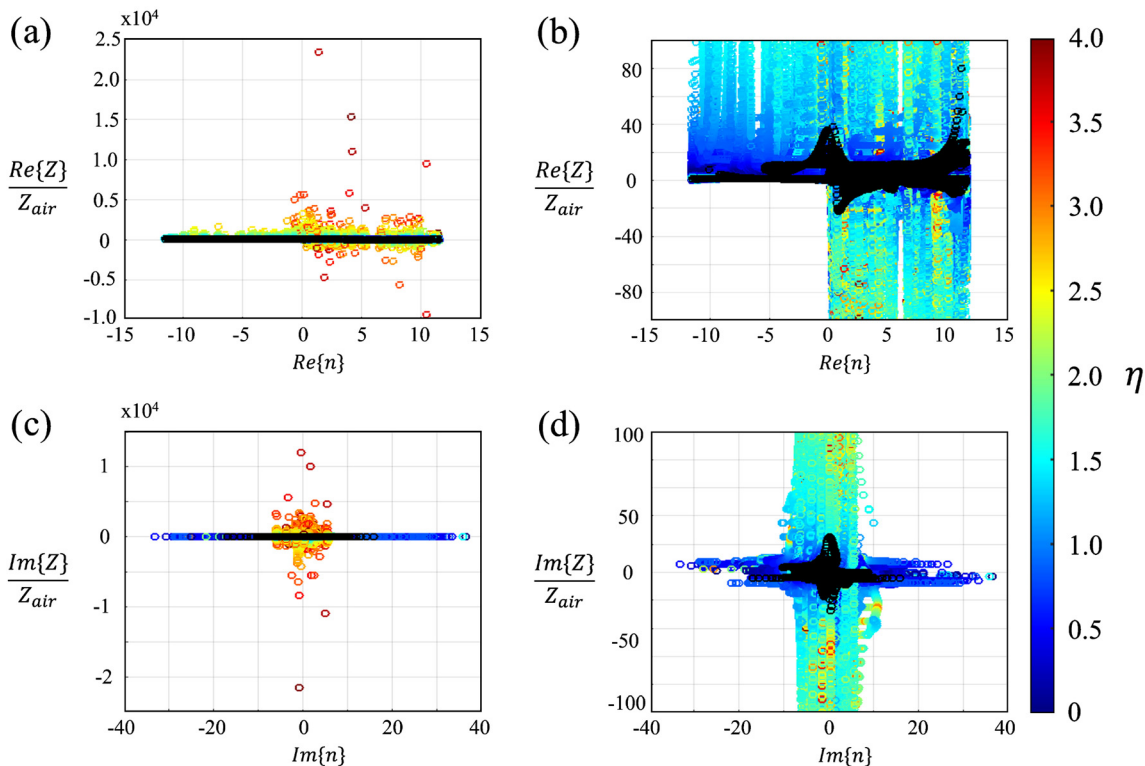 (a)
x10⁴
2.5
2.0
1.5
1.0
0.5
0
-0.5
-1.0
Re{Z}
Z_air
-15 -10 -5 0 5 10 15
Re{n}
(b)
80
40
0
-40
-80
Re{Z}
Z_air
-15 -10 -5 0 5 10 15
Re{n}
4.0
3.5
3.0
2.5
2.0
1.5
1.0
0.5
0
η
(c)
x10⁴
1
0
-1
-2
Im{Z}
Z_air
-40 -20 0 20 40
Im{n}
(d)
100
50
0
-50
-100
Im{Z}
Z_air
-40 -20 0 20 40
Im{n}